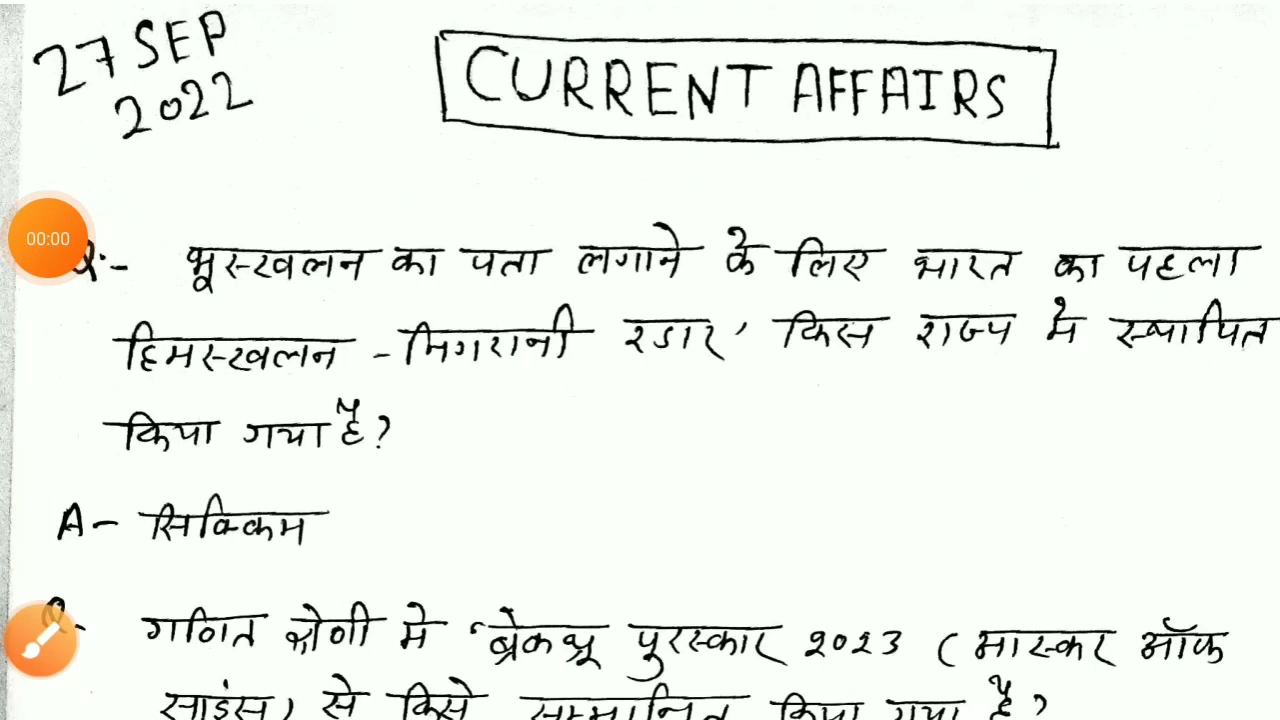 27 SEP
2022
CURRENT AFFAIRS
00:00
Q:- भूस्खलन का पता लगाने के लिए भारत का पहला
हिमस्खलन - निगरानी रडार' किस राज्य मे स्थापित
किया गया है?
A- सिक्किम
Q- गणित श्रेणी मे 'ब्रेकथ्रू पुरस्कार 2023 (मास्कर ऑफ
साइंस) से किसे सम्मानित किया गया है?